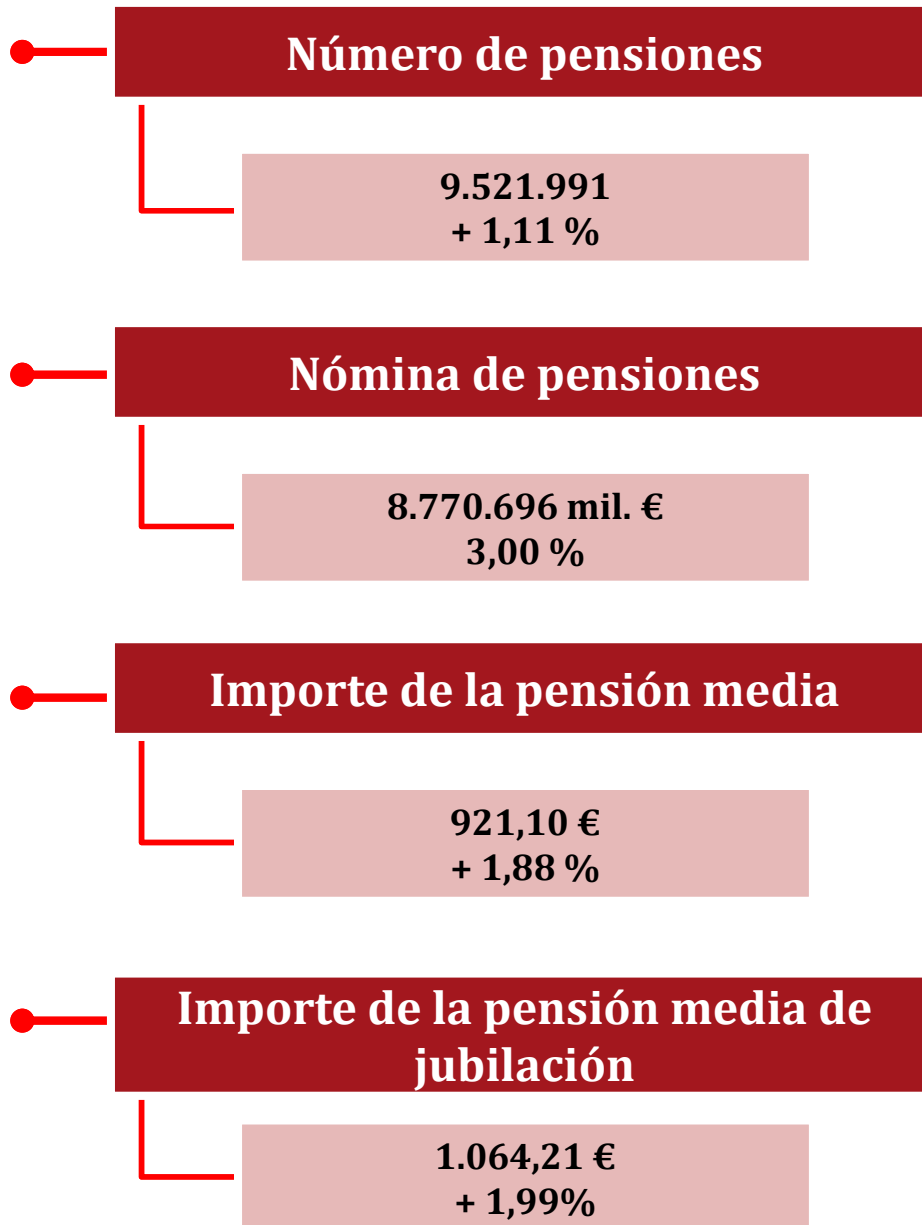 Número de pensiones
9.521.991
+ 1,11 %
Nómina de pensiones
8.770.696 mil. €
3,00 %
Importe de la pensión media
921,10 €
+ 1,88 %
Importe de la pensión media de
jubilación
1.064,21 €
+ 1,99%